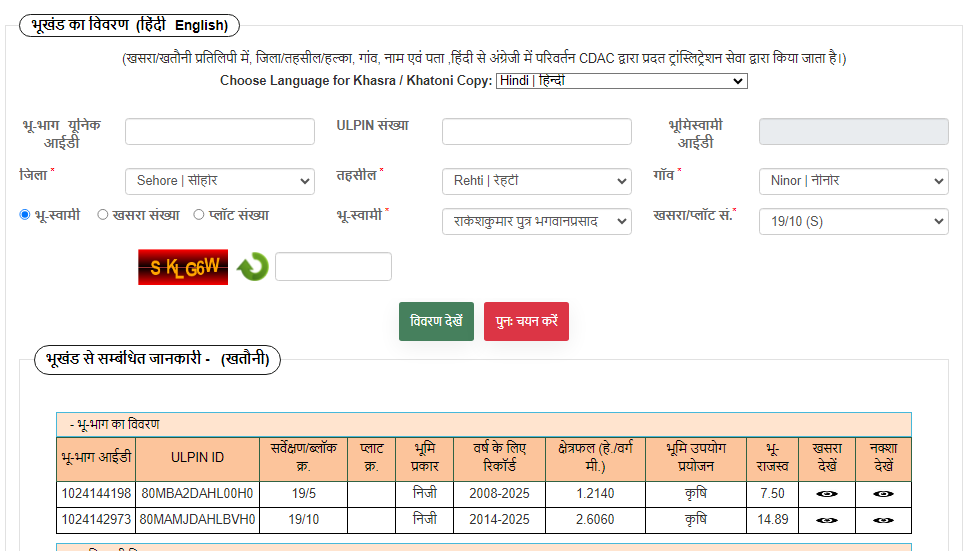 भूखंड का विवरण (हिंदी English)
(खसरा/खतौनी प्रतिलिपी में, जिला/तहसील/हल्का, गांव, नाम एवं पता ,हिंदी से अंग्रेजी में परिवर्तन CDAC द्वारा प्रदत ट्रांस्लिट्रेशन सेवा द्वारा किया जाता है।)
Choose Language for Khasra / Khatoni Copy: Hindi | हिन्दी
भू-भाग यूनिक आईडी
ULPIN संख्या
भूमिस्वामी आईडी
जिला * Sehore | सीहोर तहसील * Rehti | रेहटी गाँव * Ninor | नीनोर
भू-स्वामी खसरा संख्या प्लॉट संख्या भू-स्वामी * राकेशकुमार पुत्र भगवानप्रसाद खसरा/प्लॉट सं.* 19/10 (S)
S KLG6W
विवरण देखें पुनः चयन करें
भूखंड से सम्बंधित जानकारी - (खतौनी)
- भू-भाग का विवरण
भू-भाग आईडी ULPIN ID सर्वेक्षण/ब्लॉक क्र. प्लाट क्र. भूमि प्रकार वर्ष के लिए रिकॉर्ड क्षेत्रफल (हे./वर्ग मी.) भूमि उपयोग प्रयोजन भू-राजस्व खसरा देखें नक्शा देखें
1024144198 80MBA2DAHL00H0 19/5 निजी 2008-2025 1.2140 कृषि 7.50
1024142973 80MAMJDAHLBVH0 19/10 निजी 2014-2025 2.6060 कृषि 14.89